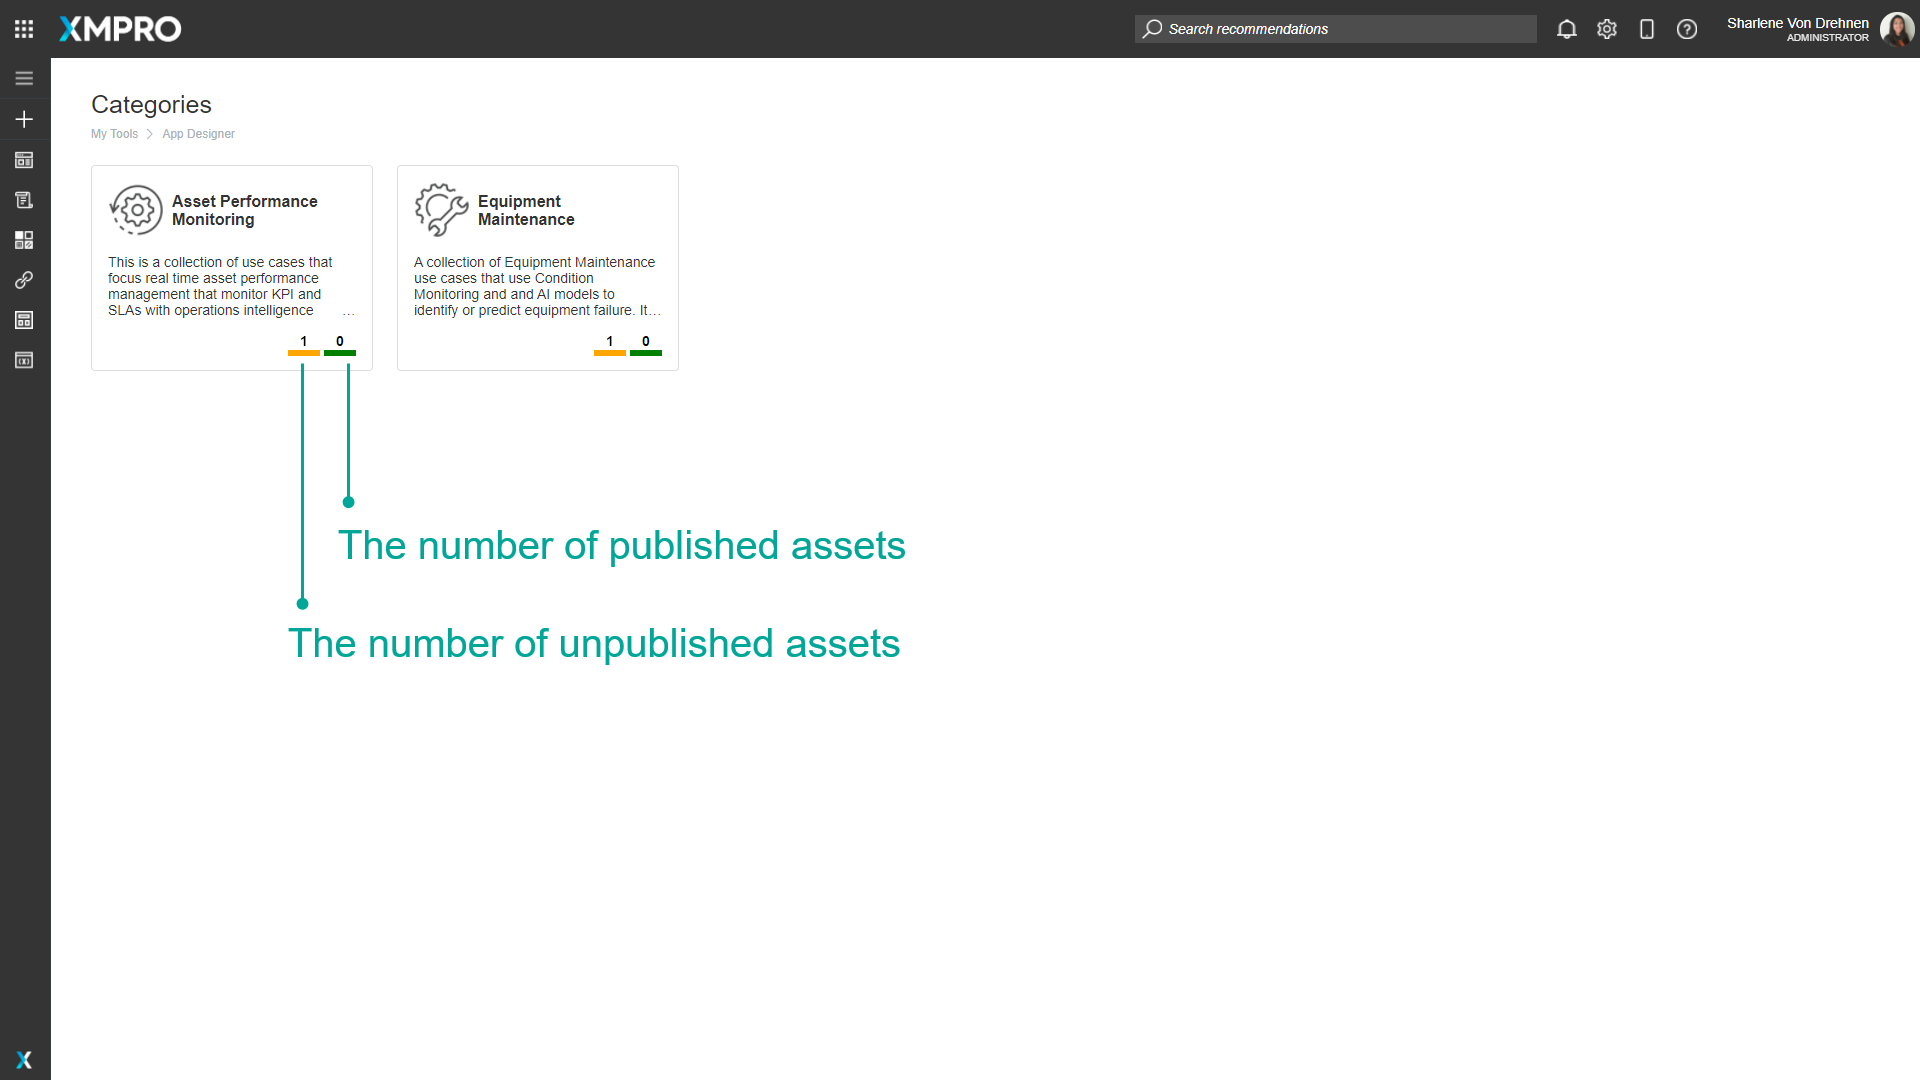 XMPRO
Search recommendations
Sharlene Von Drehnen
ADMINISTRATOR
Categories
My Tools > App Designer
Asset Performance
Monitoring
This is a collection of use cases that
focus real time asset performance
management that monitor KPI and
SLAs with operations intelligence ...
1 0
Equipment
Maintenance
A collection of Equipment Maintenance
use cases that use Condition
Monitoring and and AI models to
identify or predict equipment failure. It...
1 0
The number of published assets
The number of unpublished assets